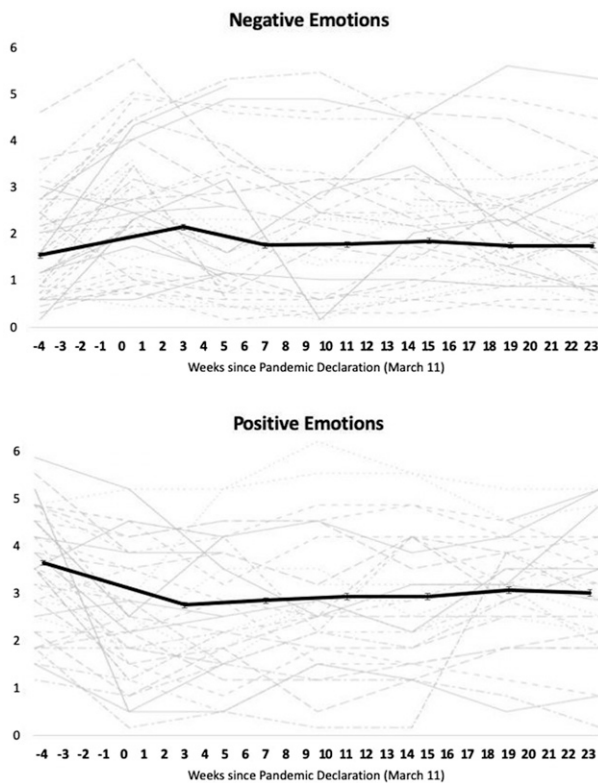 Negative Emotions
6
5
4
3
2
1
0
-4 -3 -2 -1 0 1 2 3 4 5 6 7 8 9 10 11 12 13 14 15 16 17 18 19 20 21 22 23
Weeks since Pandemic Declaration (March 11)
Positive Emotions
6
5
4
3
2
1
0
-4 -3 -2 -1 0 1 2 3 4 5 6 7 8 9 10 11 12 13 14 15 16 17 18 19 20 21 22 23
Weeks since Pandemic Declaration (March 11)